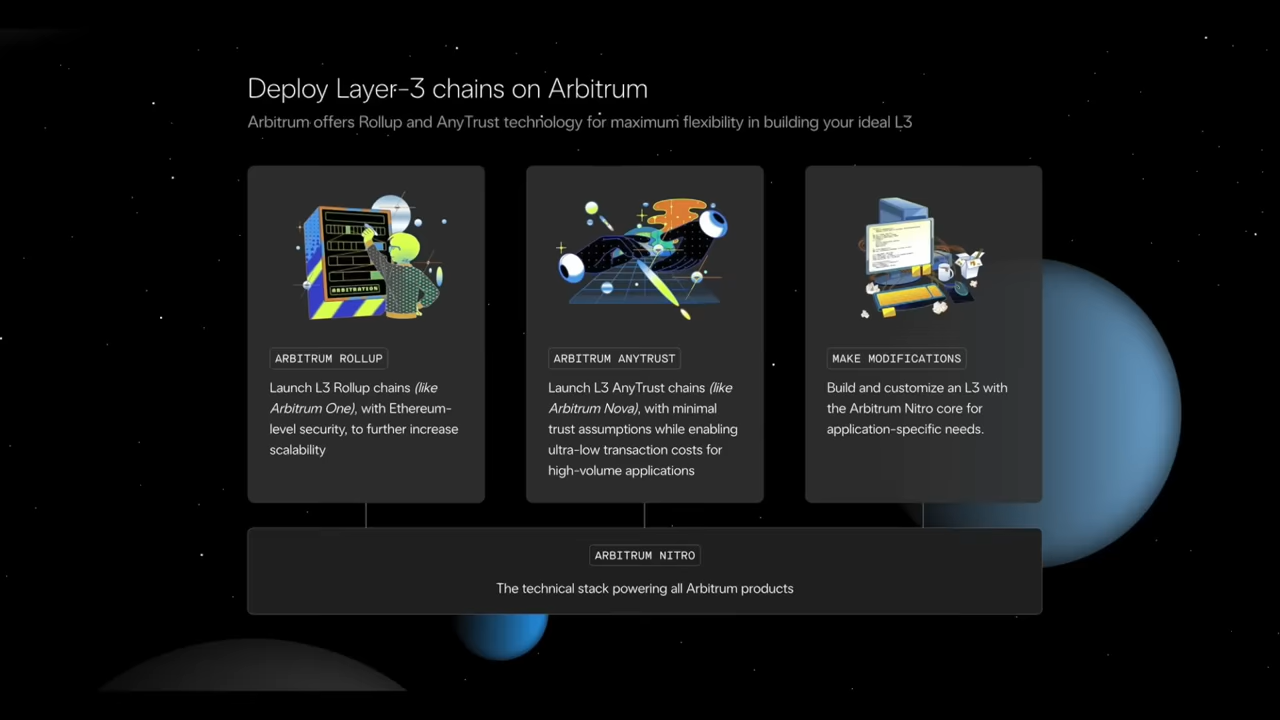 Deploy Layer-3 chains on Arbitrum
Arbitrum offers Rollup and AnyTrust technology for maximum flexibility in building your ideal L3
ARBITRATION
ARBITRUM ROLLUP
Launch L3 Rollup chains (like
Arbitrum One), with Ethereum-
level security, to further increase
scalability
ARBITRUM ANYTRUST
Launch L3 AnyTrust chains (like
Arbitrum Nova), with minimal
trust assumptions while enabling
ultra-low transaction costs for
high-volume applications
MAKE MODIFICATIONS
Build and customize an L3 with
the Arbitrum Nitro core for
application-specific needs.
ARBITRUM NITRO
The technical stack powering all Arbitrum products